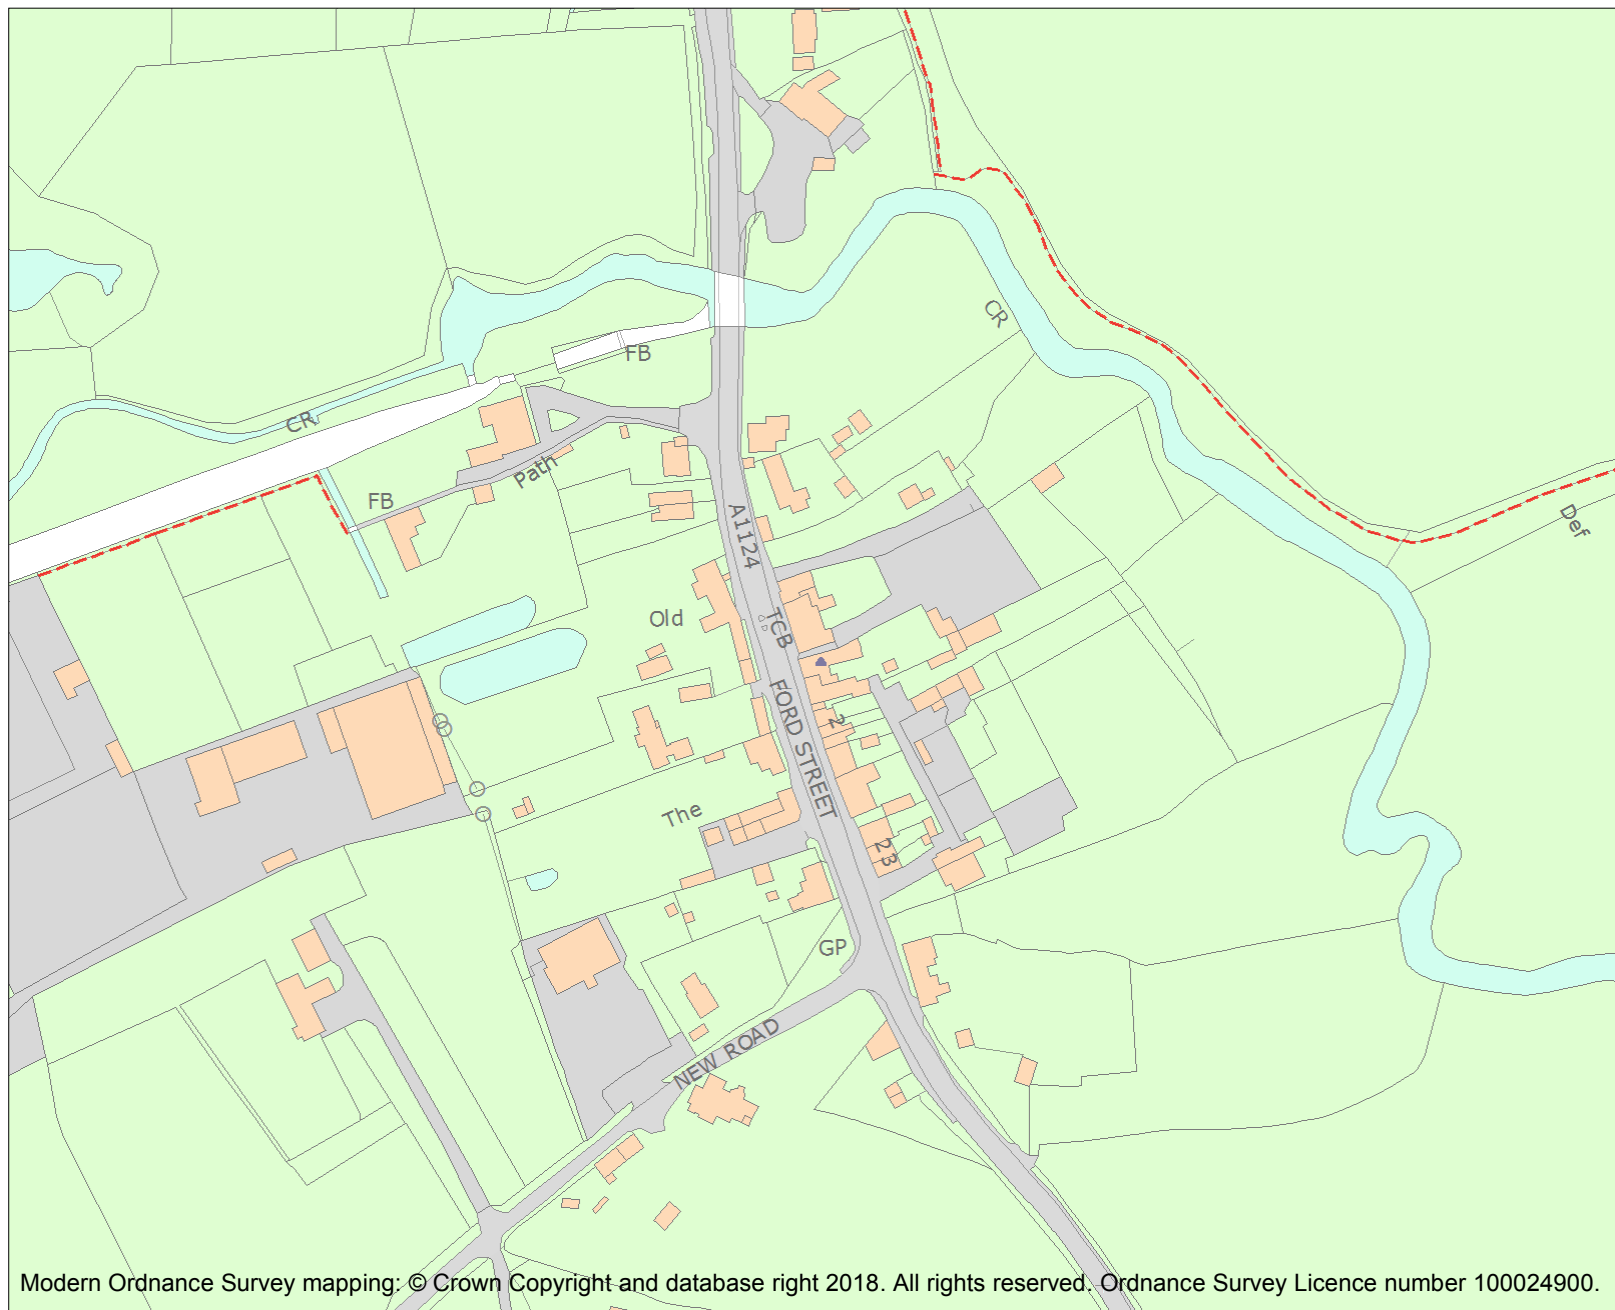 CR
FB
CR
Path
FB
A1124
Def
Old
TCB
FORD STREET
2
The
23
GP
NEW ROAD
Modern Ordnance Survey mapping: © Crown Copyright and database right 2018. All rights reserved. Ordnance Survey Licence number 100024900.